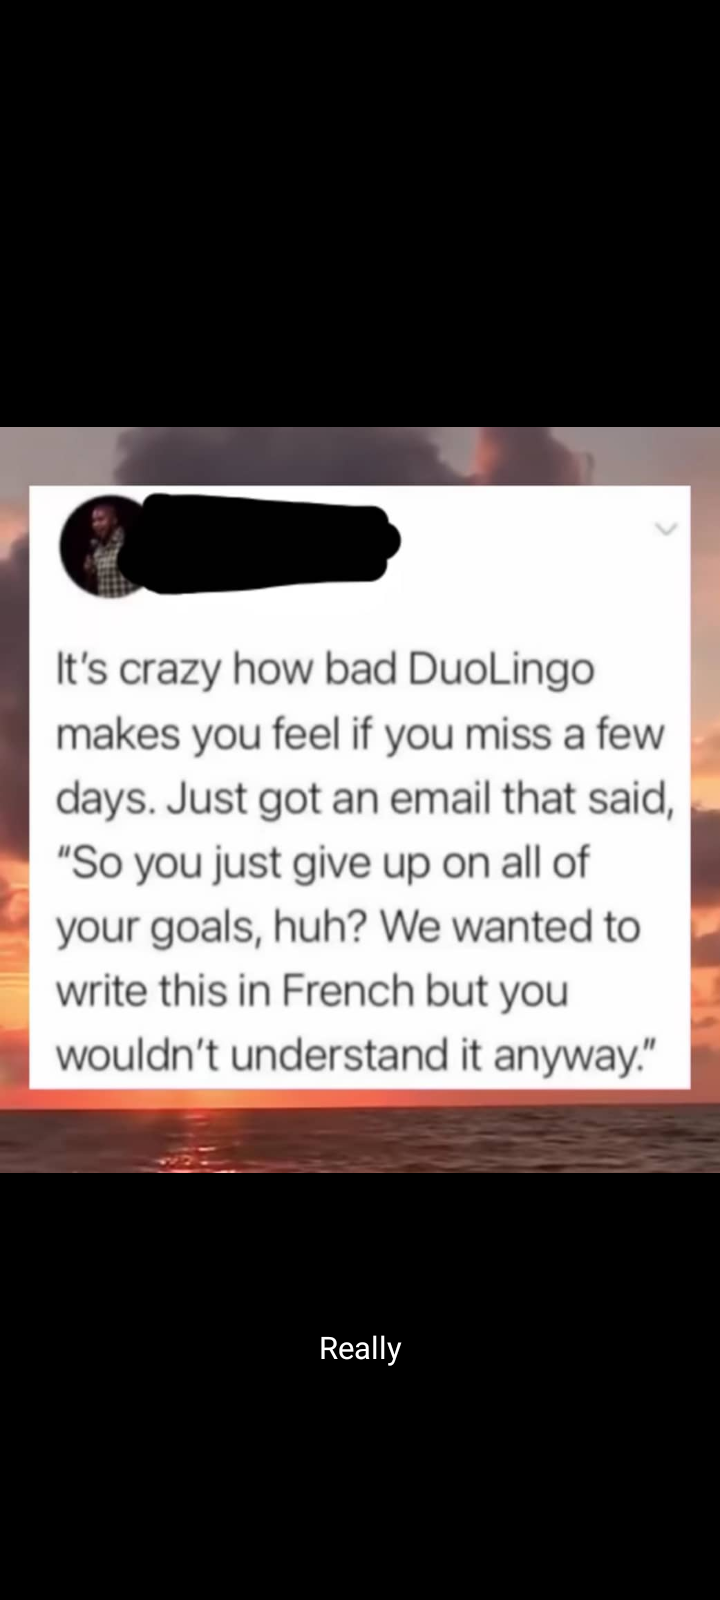 It's crazy how bad DuoLingo
makes you feel if you miss a few
days. Just got an email that said,
“So you just give up on all of
your goals, huh? We wanted to
write this in French but you
wouldn't understand it anyway.”
Really